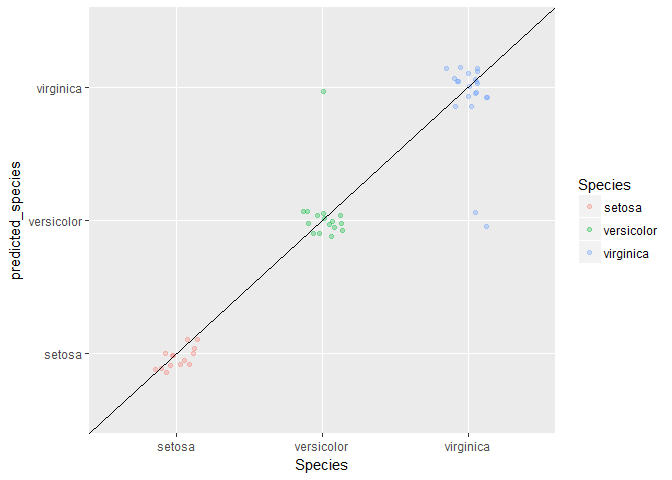 predicted_species
virginica
versicolor
setosa
setosa versicolor virginica
Species
Species
setosa
versicolor
virginica